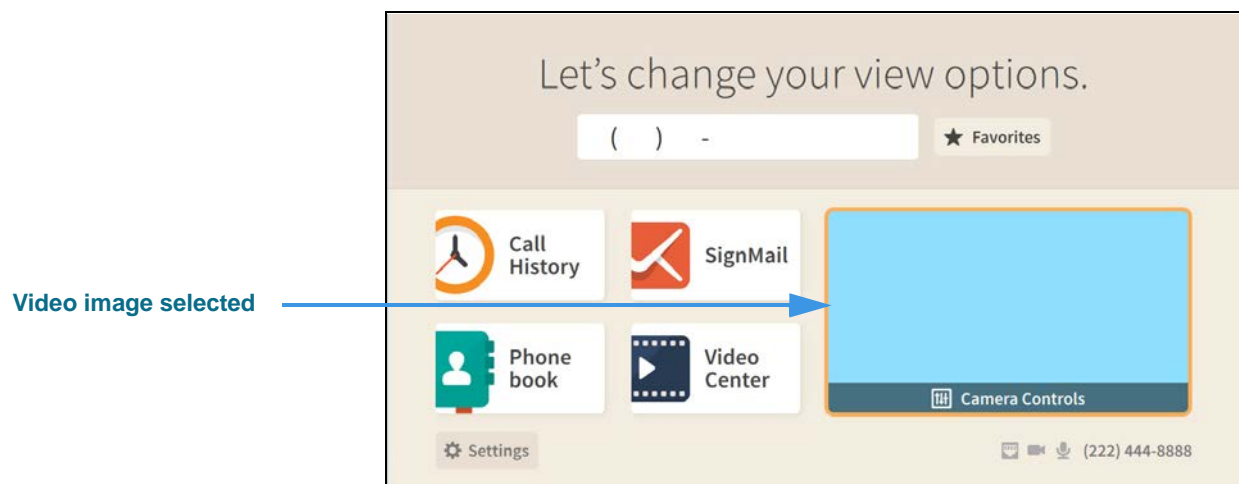 Let’s change your view options.
( ) -
Favorites
Call
History
SignMail
Video image selected
Phone
book
Video
Center
Camera Controls
Settings
(222) 444-8888